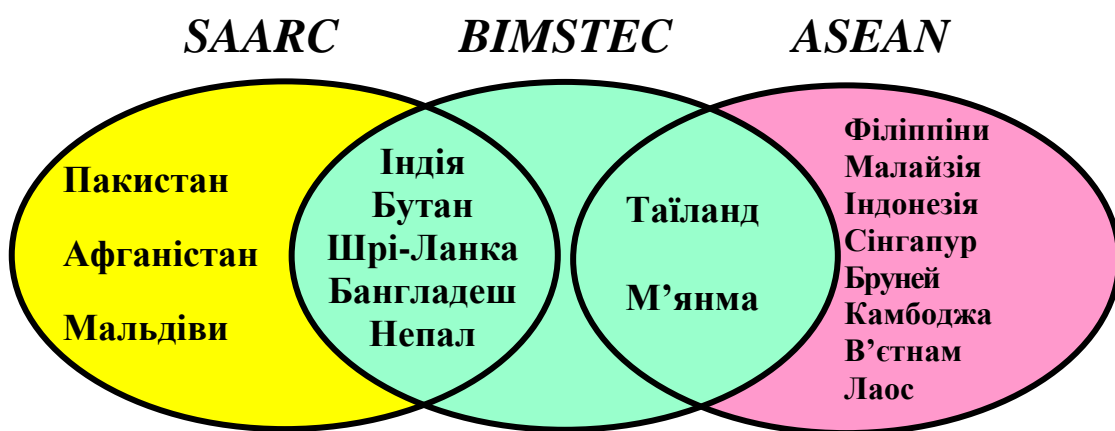 SAARC
BIMSTEC
ASEAN
Пакистан
Афганістан
Мальдіви
Індія
Бутан
Шрі-Ланка
Бангладеш
Непал
Таїланд
М’янма
Філіппіни
Малайзія
Індонезія
Сінгапур
Бруней
Камбоджа
В’єтнам
Лаос